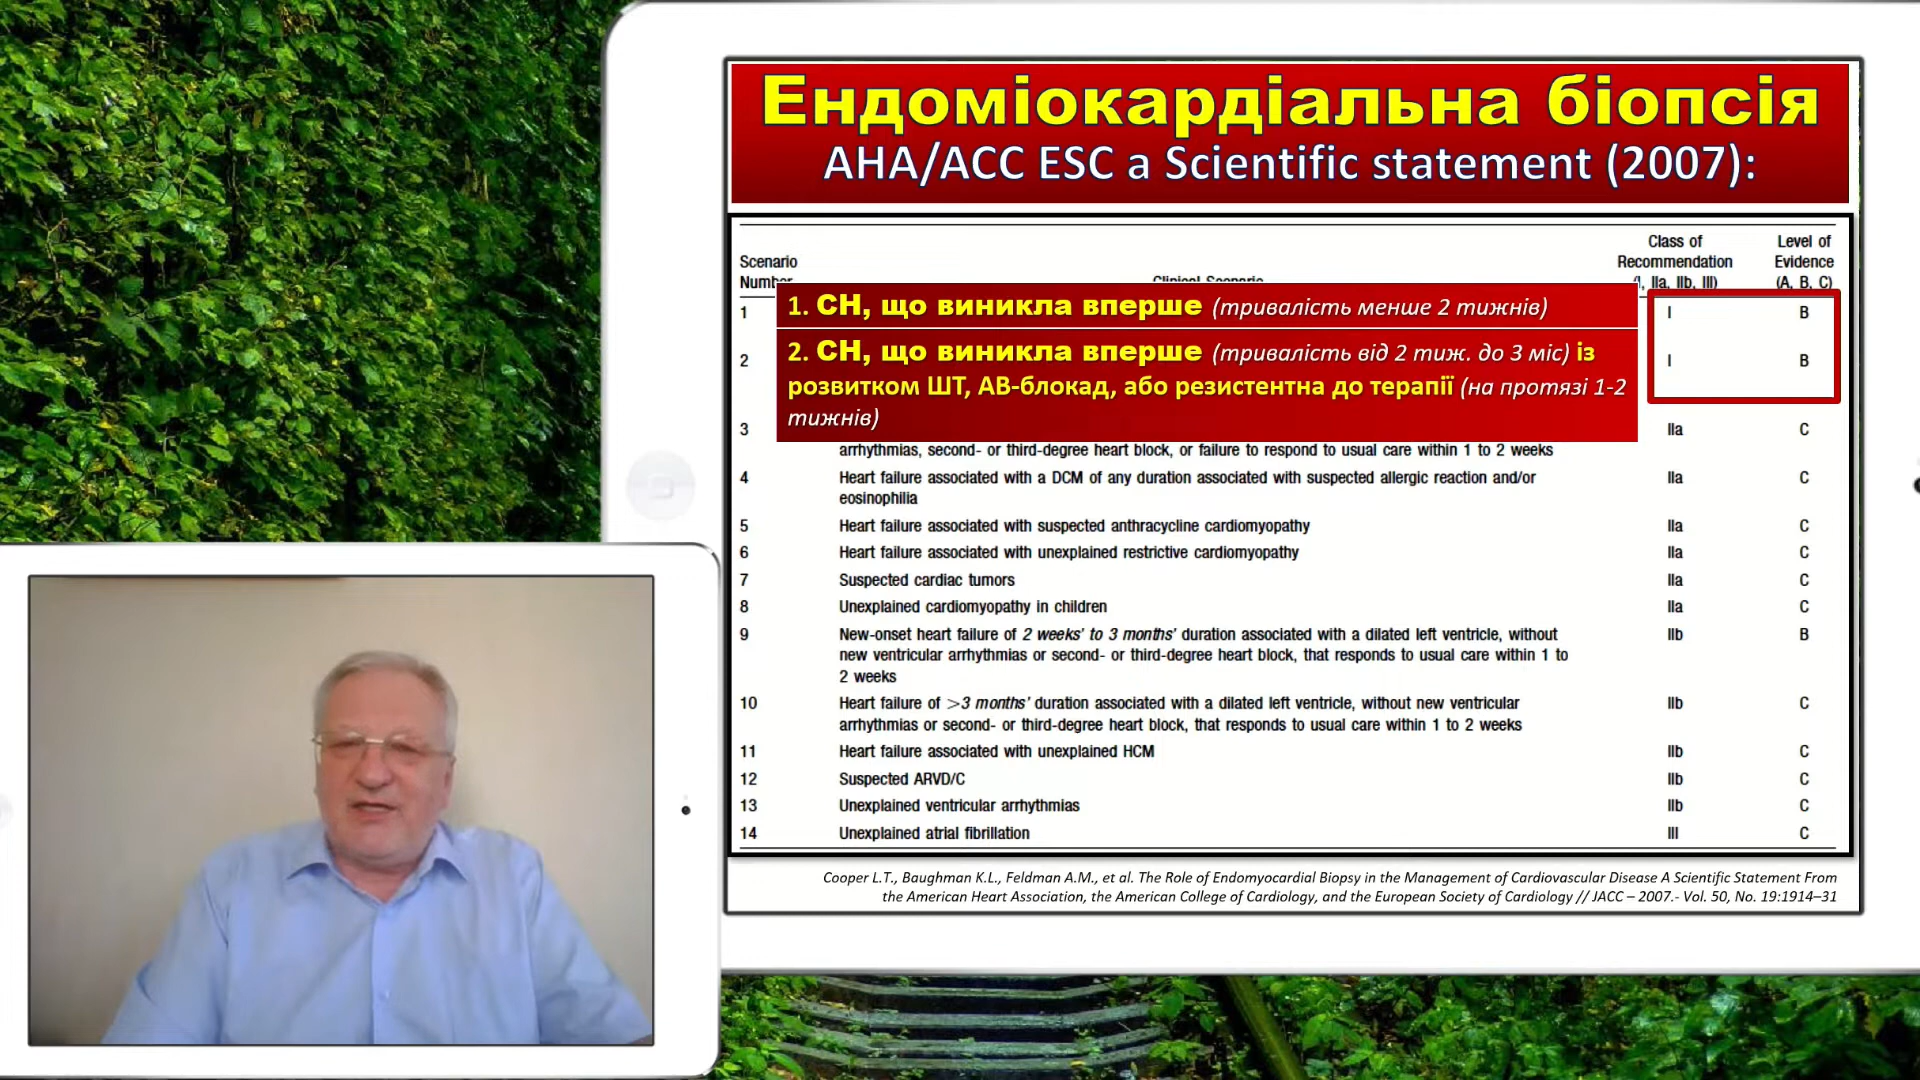 Ендоміокардіальна біопсія
AHA/ACC ESC a Scientific statement (2007):
Class of Level of
Scenario Recommendation Evidence
Number Clinical Scenario (I, IIa, IIb, III) (A, B, C)
1 1. СН, що виникла вперше (тривалість менше 2 тижнів) I B
2 2. СН, що виникла вперше (тривалість від 2 тиж. до 3 міс) із I B
розвитком ШТ, АВ-блокад, або резистентна до терапії (на протязі 1-2
тижнів)
3 IIa C
arrhythmias, second- or third-degree heart block, or failure to respond to usual care within 1 to 2 weeks
4 Heart failure associated with a DCM of any duration associated with suspected allergic reaction and/or IIa C
eosinophilia
5 Heart failure associated with suspected anthracycline cardiomyopathy IIa C
6 Heart failure associated with unexplained restrictive cardiomyopathy IIa C
7 Suspected cardiac tumors IIa C
8 Unexplained cardiomyopathy in children IIa C
9 New-onset heart failure of 2 weeks' to 3 months' duration associated with a dilated left ventricle, without IIb B
new ventricular arrhythmias or second- or third-degree heart block, that responds to usual care within 1 to
2 weeks
10 Heart failure of >3 months' duration associated with a dilated left ventricle, without new ventricular IIb C
arrhythmias or second- or third-degree heart block, that responds to usual care within 1 to 2 weeks
11 Heart failure associated with unexplained HCM IIb C
12 Suspected ARVD/C IIb C
13 Unexplained ventricular arrhythmias IIb C
14 Unexplained atrial fibrillation III C
Cooper L.T., Baughman K.L., Feldman A.M., et al. The Role of Endomyocardial Biopsy in the Management of Cardiovascular Disease A Scientific Statement From
the American Heart Association, the American College of Cardiology, and the European Society of Cardiology // JACC – 2007.- Vol. 50, No. 19:1914–31